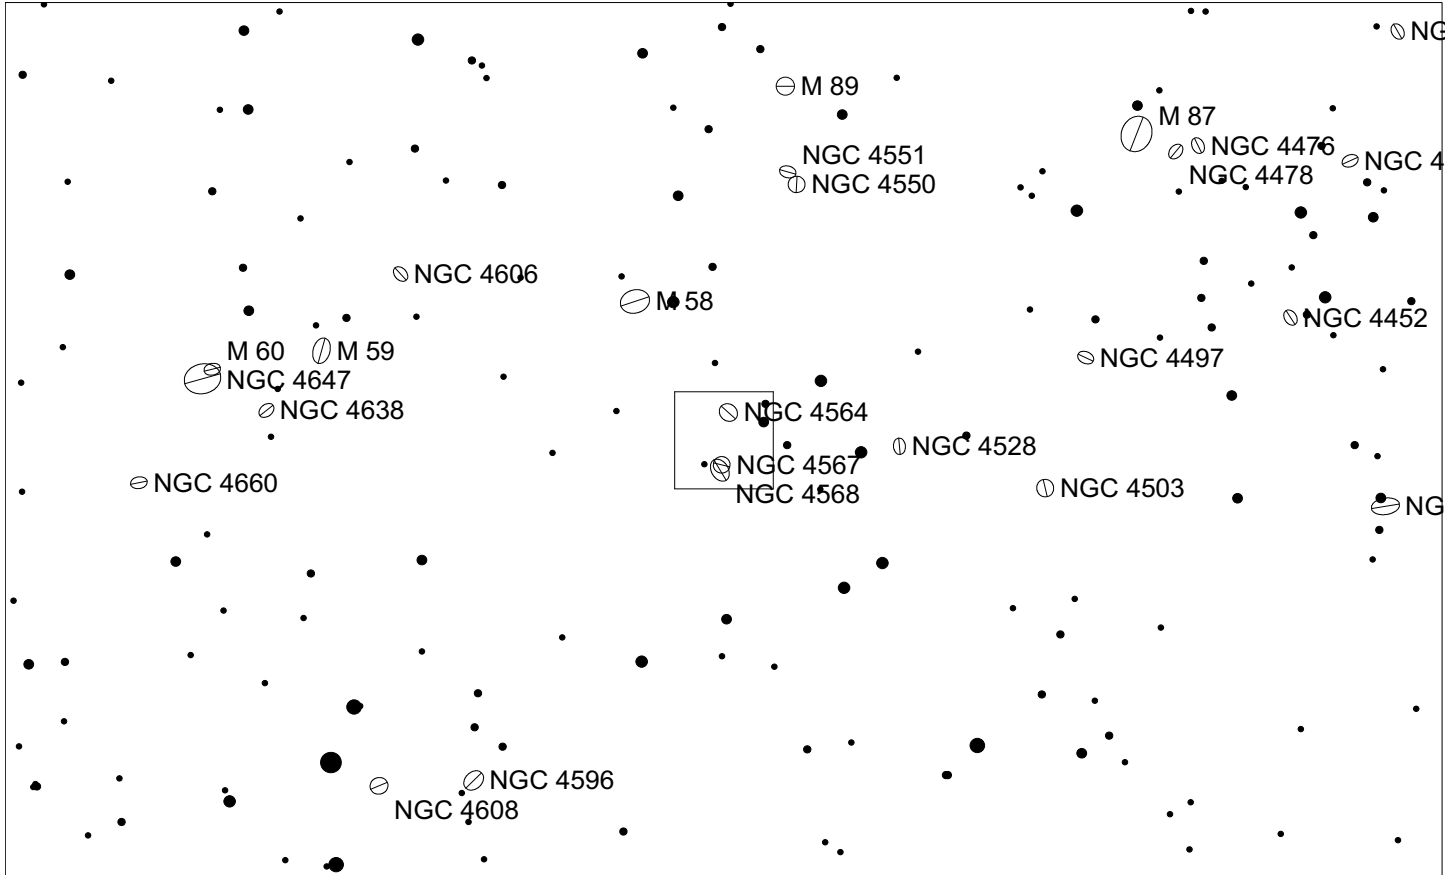 NG
M 89
M 87
NGC 4551
NGC 4476
NGC 4
NGC 4550
NGC 4478
NGC 4606
M 58
NGC 4452
M 60
M 59
NGC 4497
NGC 4647
NGC 4638
NGC 4564
NGC 4528
NGC 4567
NGC 4660
NGC 4568
NGC 4503
NG
NGC 4596
NGC 4608